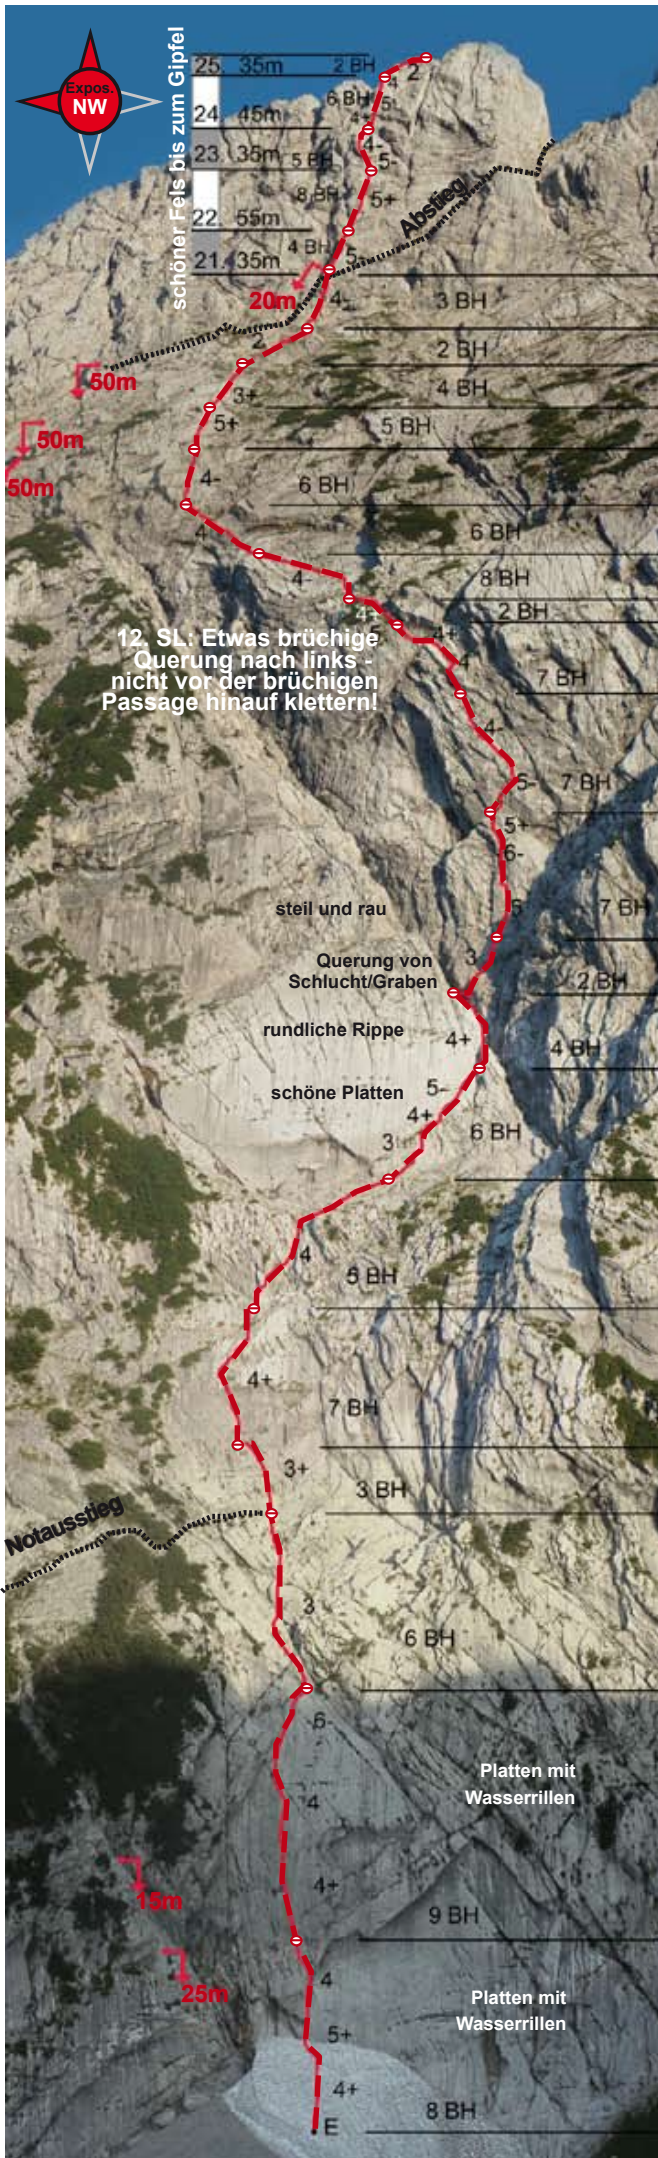 Expos.
NW
schöner Fels bis zum Gipfel
25. 35m 2 BH
2
4
6 BH 5-
24. 45m 4+
4-
23. 35m 5 BH 5-
8 BH 5+
Abstieg
22. 55m
4 BH 5-
21. 35m
20m 4- 3 BH
2 2 BH
50m
3+ 4 BH
5+ 5 BH
50m
50m
4- 6 BH
4 6 BH
4- 8 BH
4+ 2 BH
5 4+
12. SL: Etwas brüchige
Querung nach links -
nicht vor der brüchigen
Passage hinauf klettern!
4
7 BH
4-
5- 7 BH
5+
6-
steil und rau 6 7 BH
3
Querung von
Schlucht/Graben
2 BH
rundliche Rippe
4+ 4 BH
schöne Platten 5-
4+
3 6 BH
4
5 BH
4+
7 BH
3+
3 BH
Notausstieg
3
6 BH
6-
Platten mit
Wasserrillen
4
15m 4+
9 BH
4
25m
Platten mit
Wasserrillen
5+
4+
8 BH
E